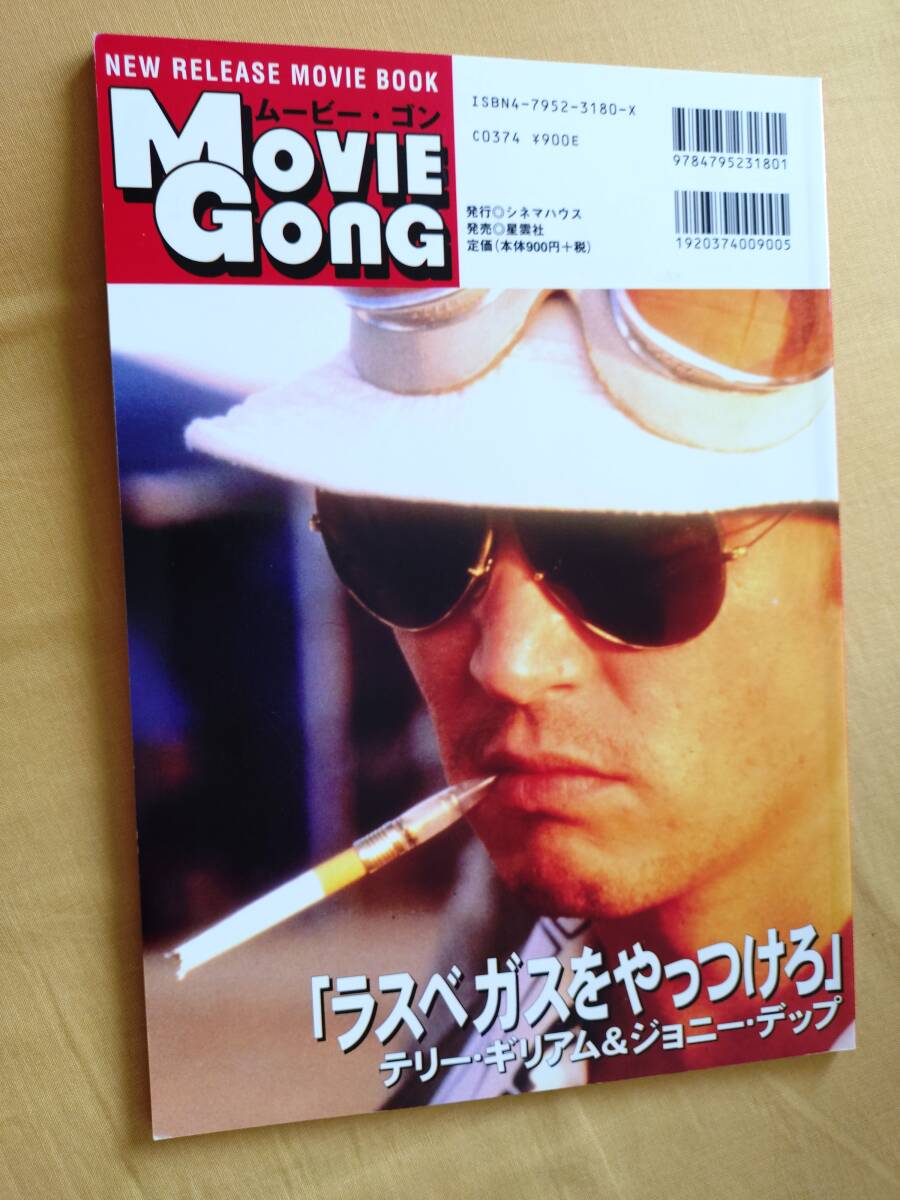 NEW RELEASE MOVIE BOOK
ムービー・ゴン
MOVIE
GONG
ISBN4-7952-3180-X
C0374 ¥900E
発行◎シネマハウス
発売◎星雲社
定価(本体900円+税)
9784795231801
1920374009005
「ラスベガスをやっつけろ」
テリー・ギリアム&ジョニー・デップ